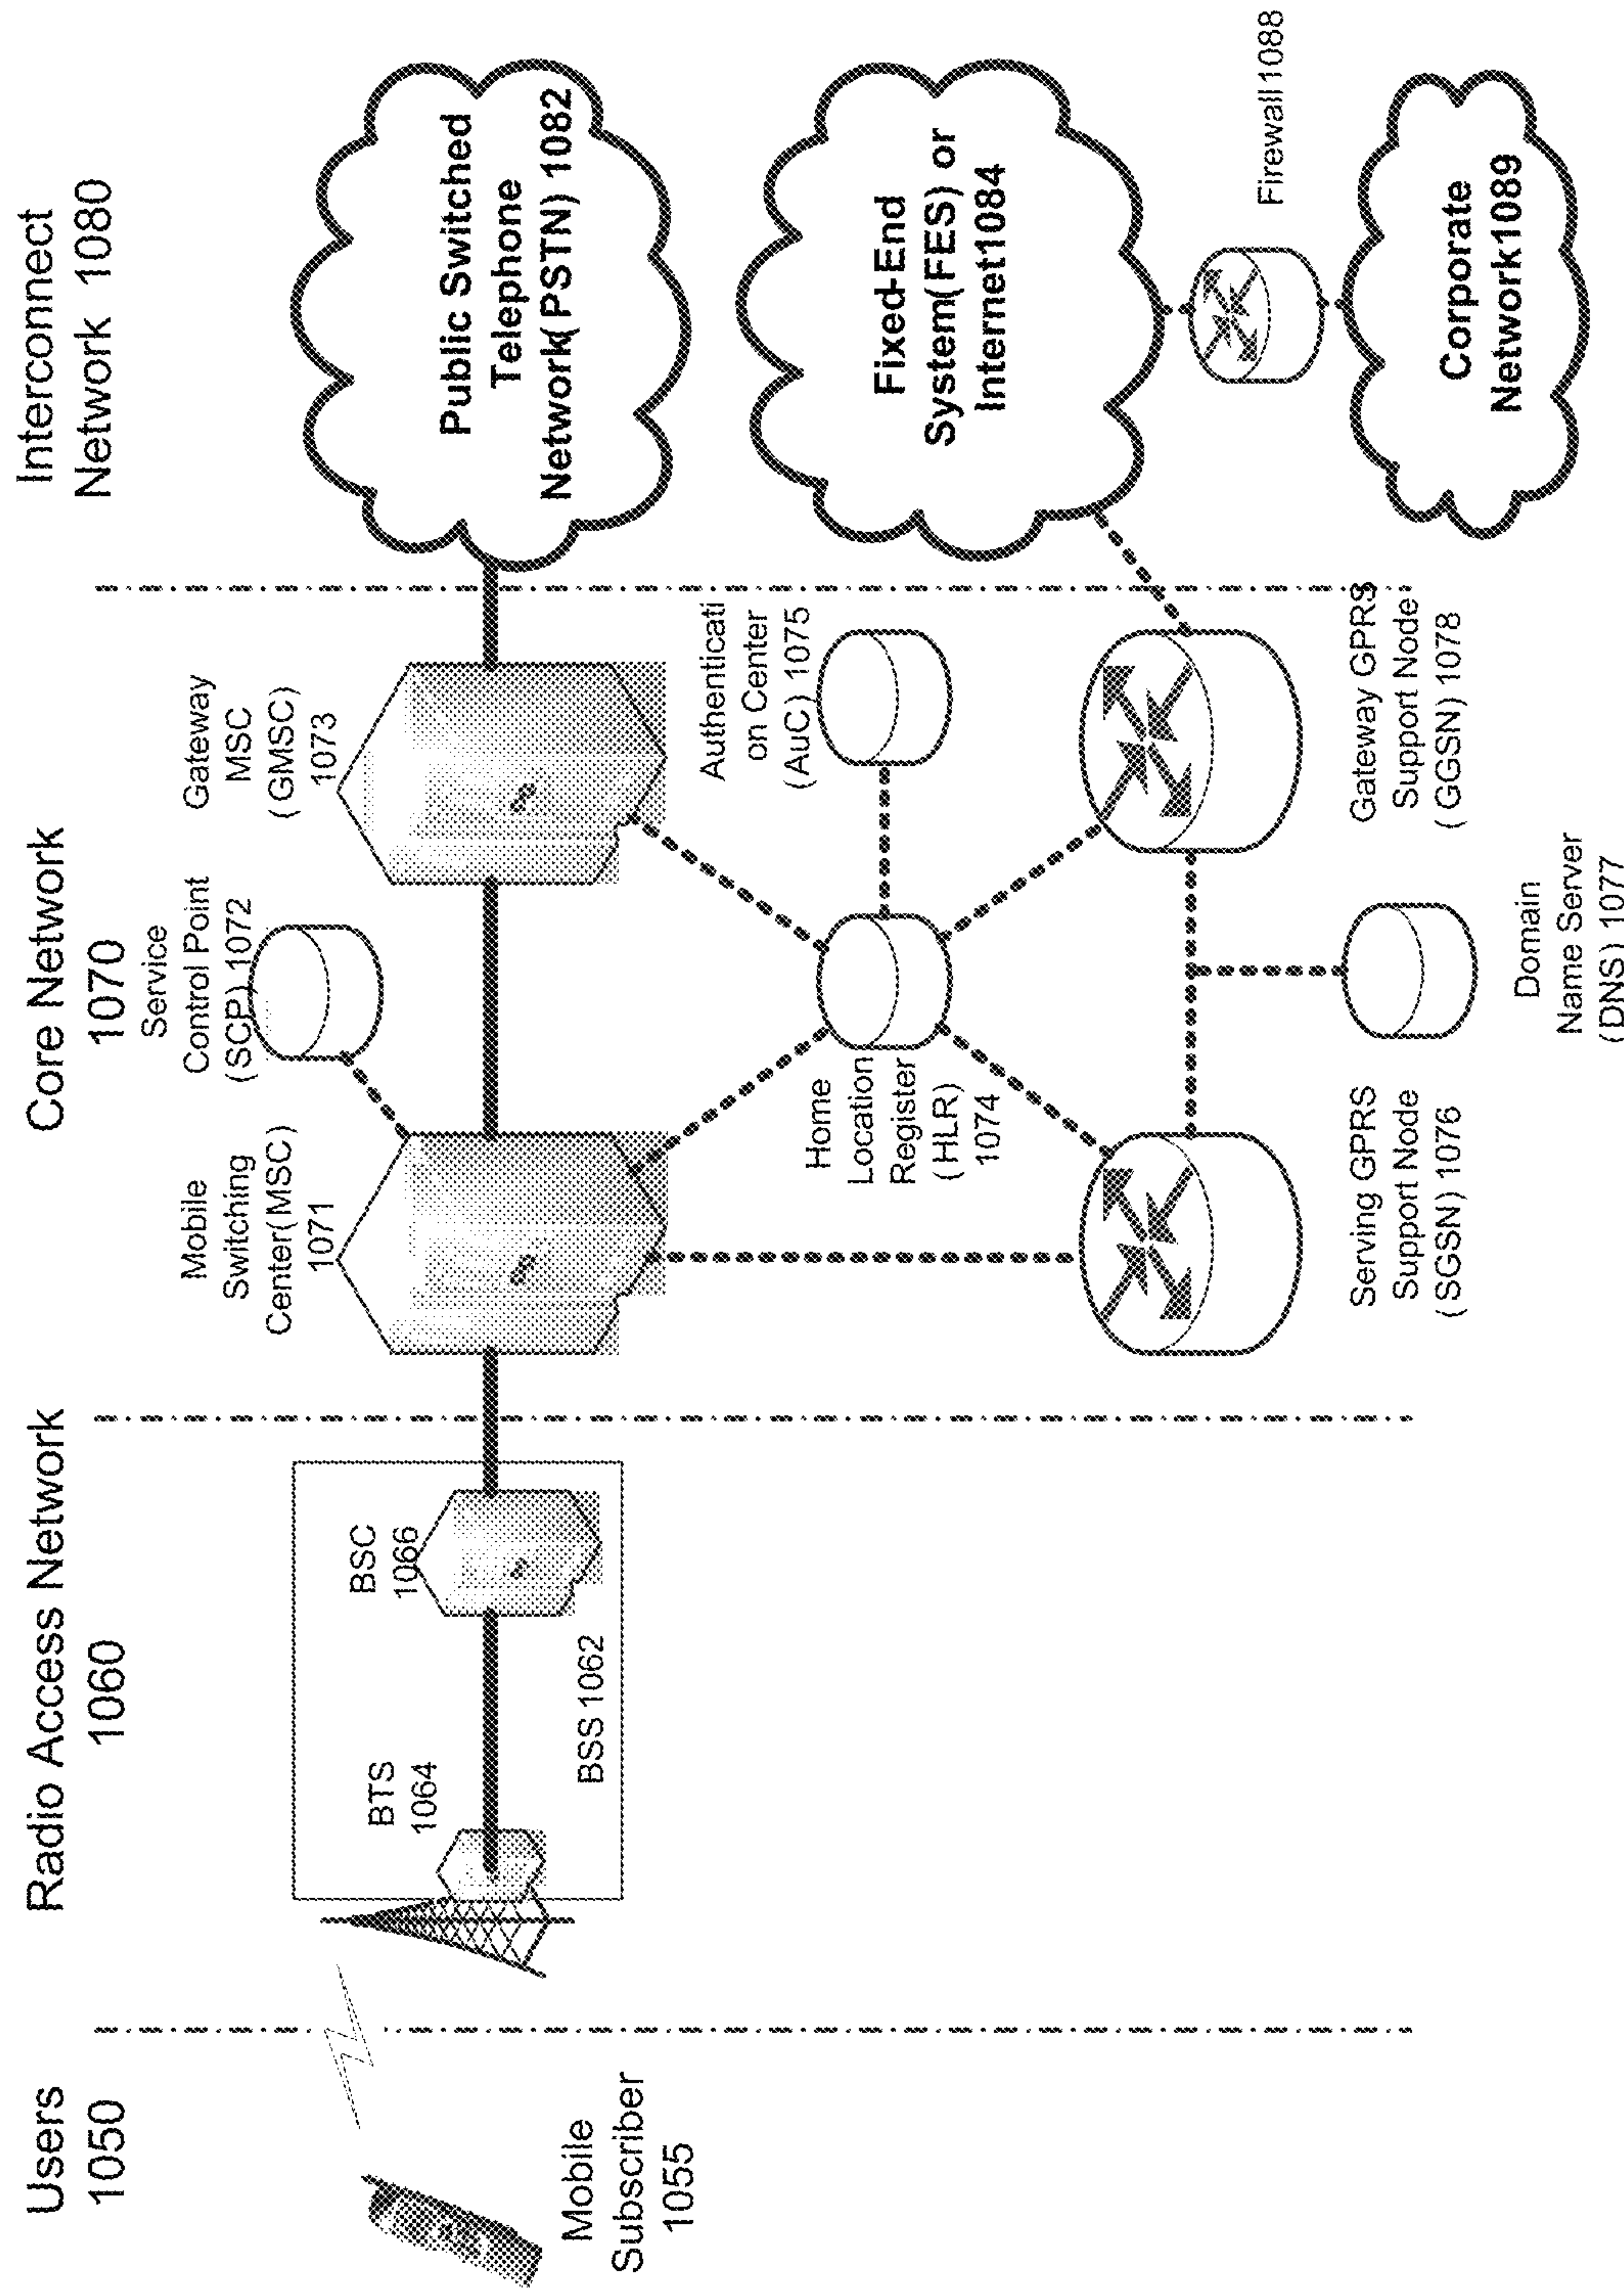 Users
1050
Radio Access Network
1060
Core Network
1070
Interconnect
Network 1080
Mobile
Subscriber
1055
BTS
1064
BSC
1066
BSS 1062
Mobile
Switching
Center(MSC)
1071
Service
Control Point
(SCP) 1072
Gateway
MSC
(GMSC)
1073
Public Switched
Telephone
Network(PSTN) 1082
Home
Location
Register
(HLR)
1074
Authenticati
on Center
(AuC) 1075
Fixed-End
System(FES) or
Internet1084
Serving GPRS
Support Node
(SGSN) 1076
Domain
Name Server
(DNS) 1077
Gateway GPRS
Support Node
(GGSN) 1078
Firewall 1088
Corporate
Network1089